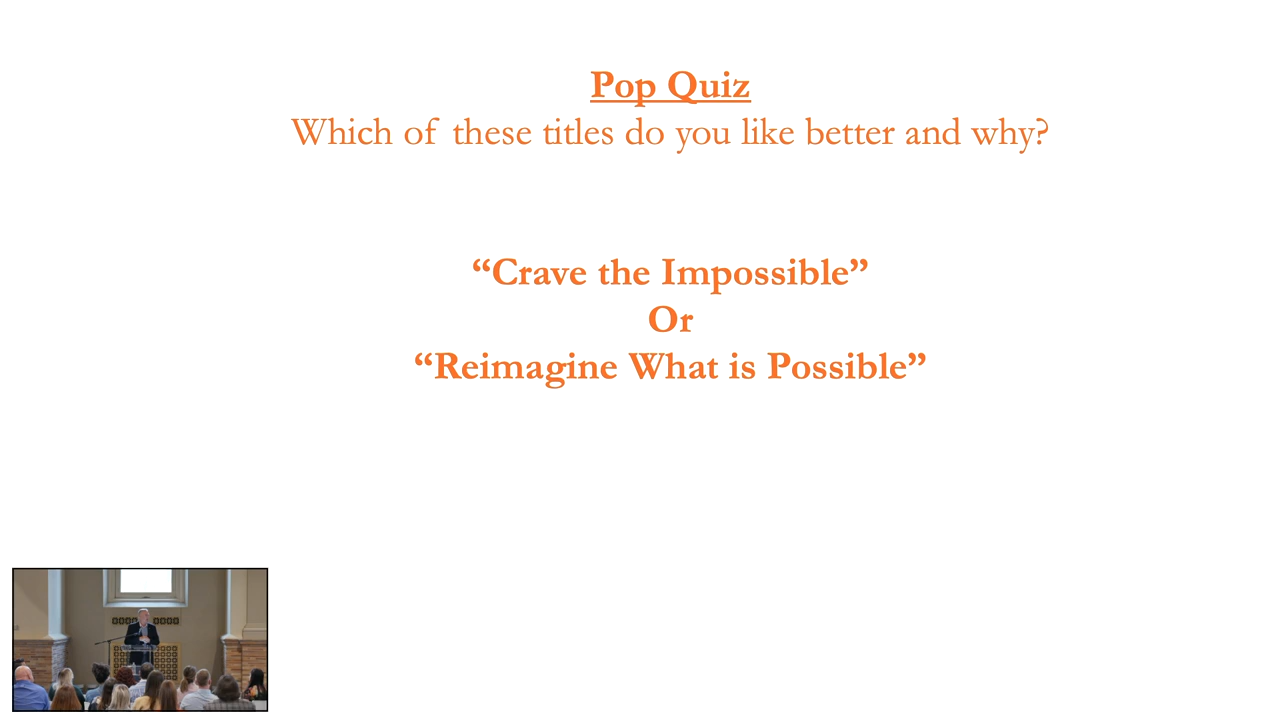 Pop Quiz
Which of these titles do you like better and why?
“Crave the Impossible”
Or
“Reimagine What is Possible”